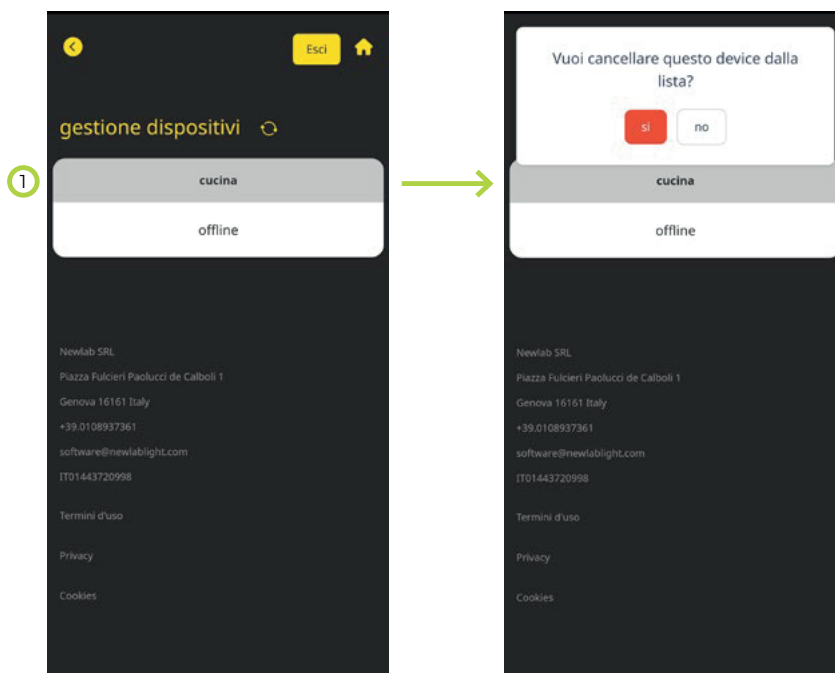 Esci
gestione dispositivi
1
cucina
offline
Newlab SRL
Piazza Fulcieri Paolucci de Calboli 1
Genova 16161 Italy
+39.0108937361
software@newlablight.com
IT01443720998
Termini d'uso
Privacy
Cookies
Vuoi cancellare questo device dalla
lista?
si no
cucina
offline
Newlab SRL
Piazza Fulcieri Paolucci de Calboli 1
Genova 16161 Italy
+39.0108937361
software@newlablight.com
IT01443720998
Termini d'uso
Privacy
Cookies